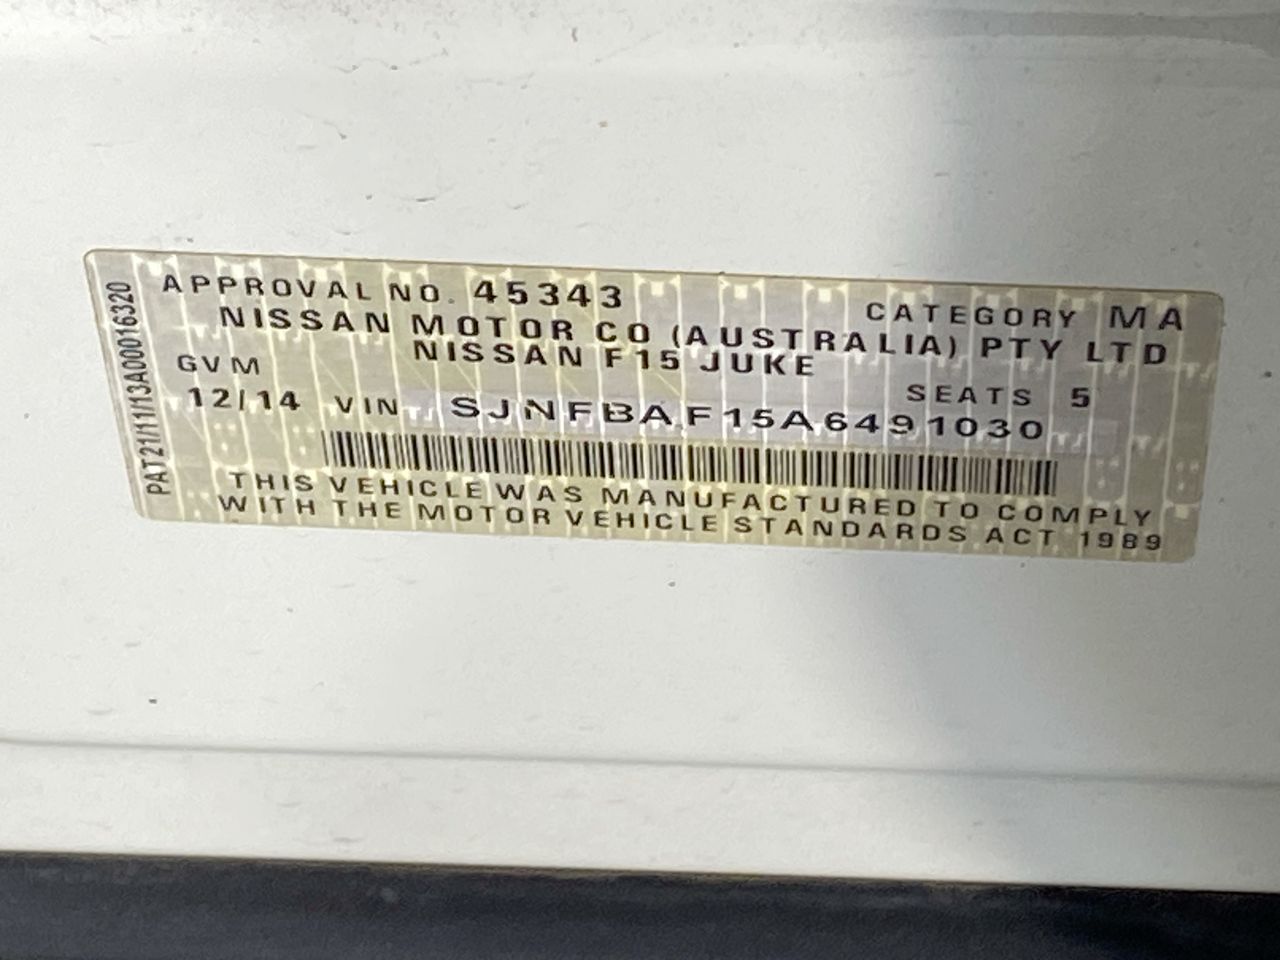 APPROVAL NO. 45343 CATEGORY MA
NISSAN MOTOR CO (AUSTRALIA) PTY LTD
NISSAN F15 JUKE
GVM SEATS 5
12/14 VIN SJNFBAF15A6491030
THIS VEHICLE WAS MANUFACTURED TO COMPLY
WITH THE MOTOR VEHICLE STANDARDS ACT 1989
PAT21/11/13A00016320